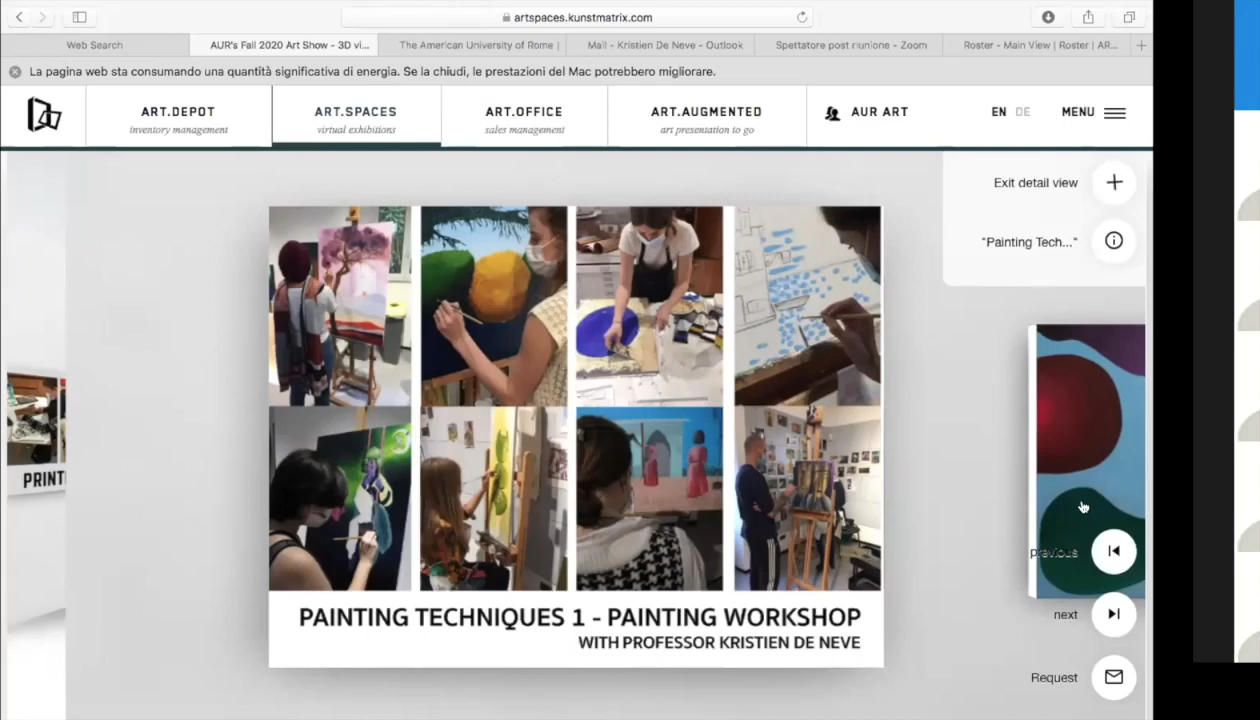 artspaces.kunstmatrix.com
Web Search
AUR's Fall 2020 Art Show - 3D vi...
The American University of Rome |
Mail - Kristien De Neve - Outlook
Spettatore post riunione - Zoom
Roster - Main View | Roster | AR...
La pagina web sta consumando una quantità significativa di energia. Se la chiudi, le prestazioni del Mac potrebbero migliorare.
ART.DEPOT
inventory management
ART.SPACES
virtual exhibitions
ART.OFFICE
sales management
ART.AUGMENTED
art presentation to go
AUR ART
EN DE
MENU
Exit detail view
"Painting Tech..."
PRINT
previous
next
Request
PAINTING TECHNIQUES 1 - PAINTING WORKSHOP
WITH PROFESSOR KRISTIEN DE NEVE